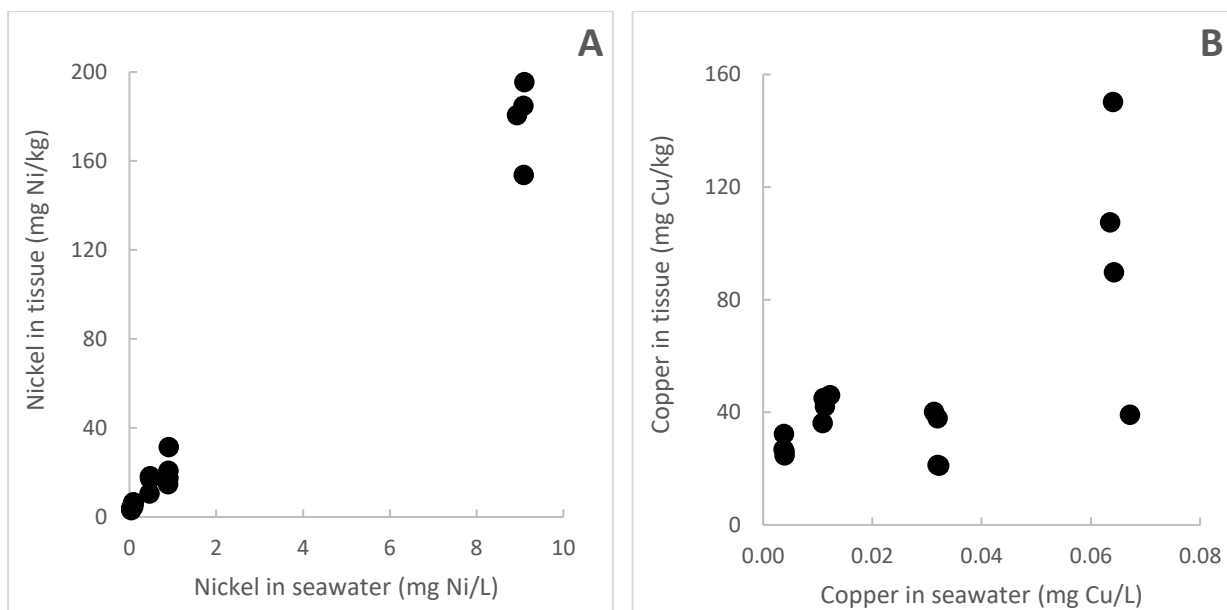 A
Nickel in tissue (mg Ni/kg)
200
160
120
80
40
0
0 2 4 6 8 10
Nickel in seawater (mg Ni/L)
B
Copper in tissue (mg Cu/kg)
160
120
80
40
0
0.00 0.02 0.04 0.06 0.08
Copper in seawater (mg Cu/L)